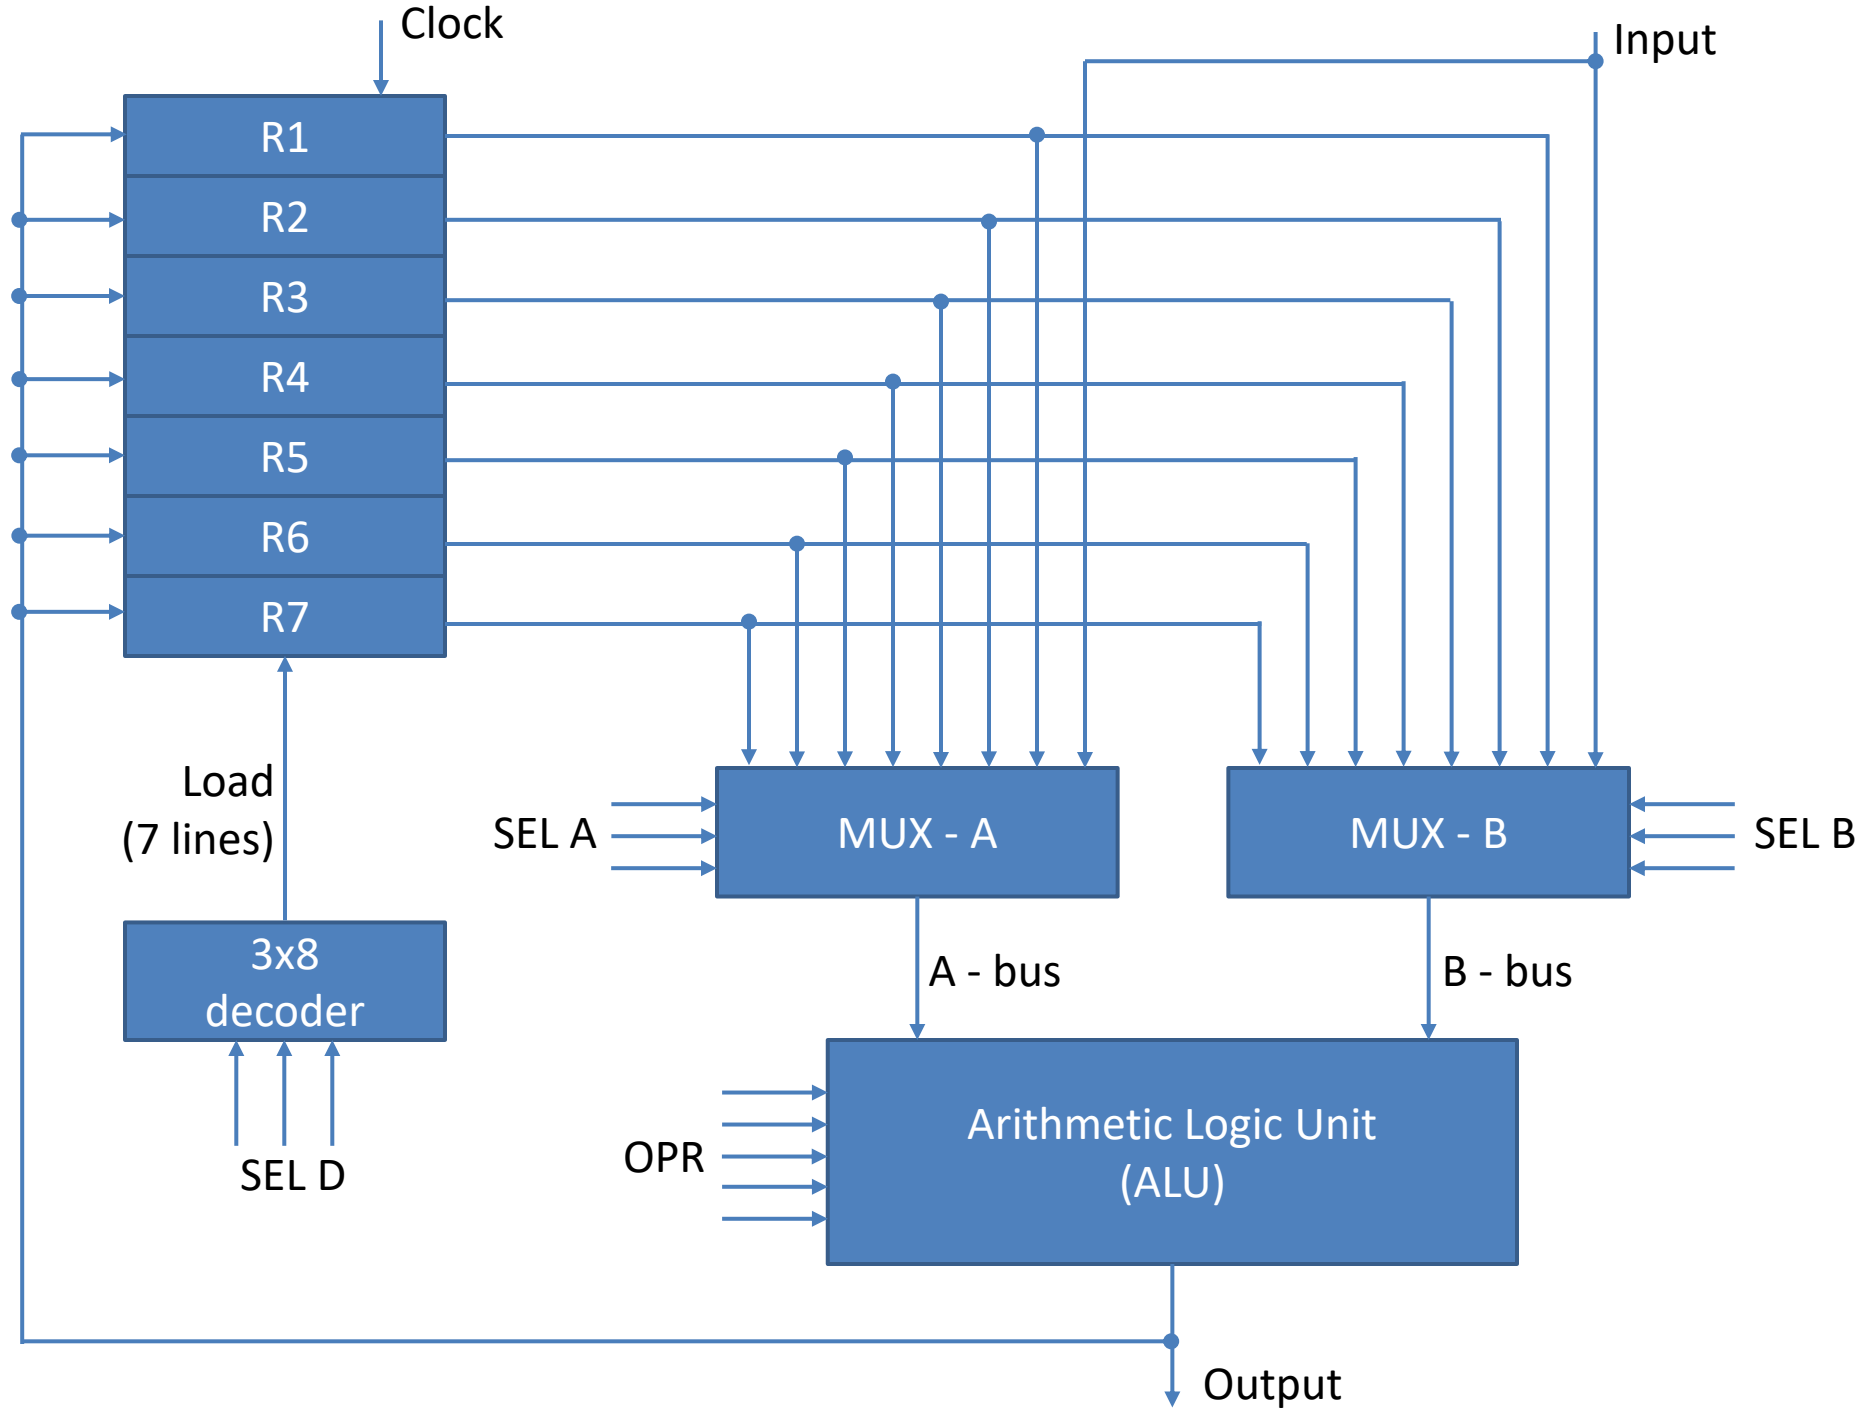 Clock
Input
R1
R2
R3
R4
R5
R6
R7
Load
(7 lines)
SEL A
MUX - A
MUX - B
SEL B
3x8
decoder
A - bus
B - bus
SEL D
OPR
Arithmetic Logic Unit
(ALU)
Output